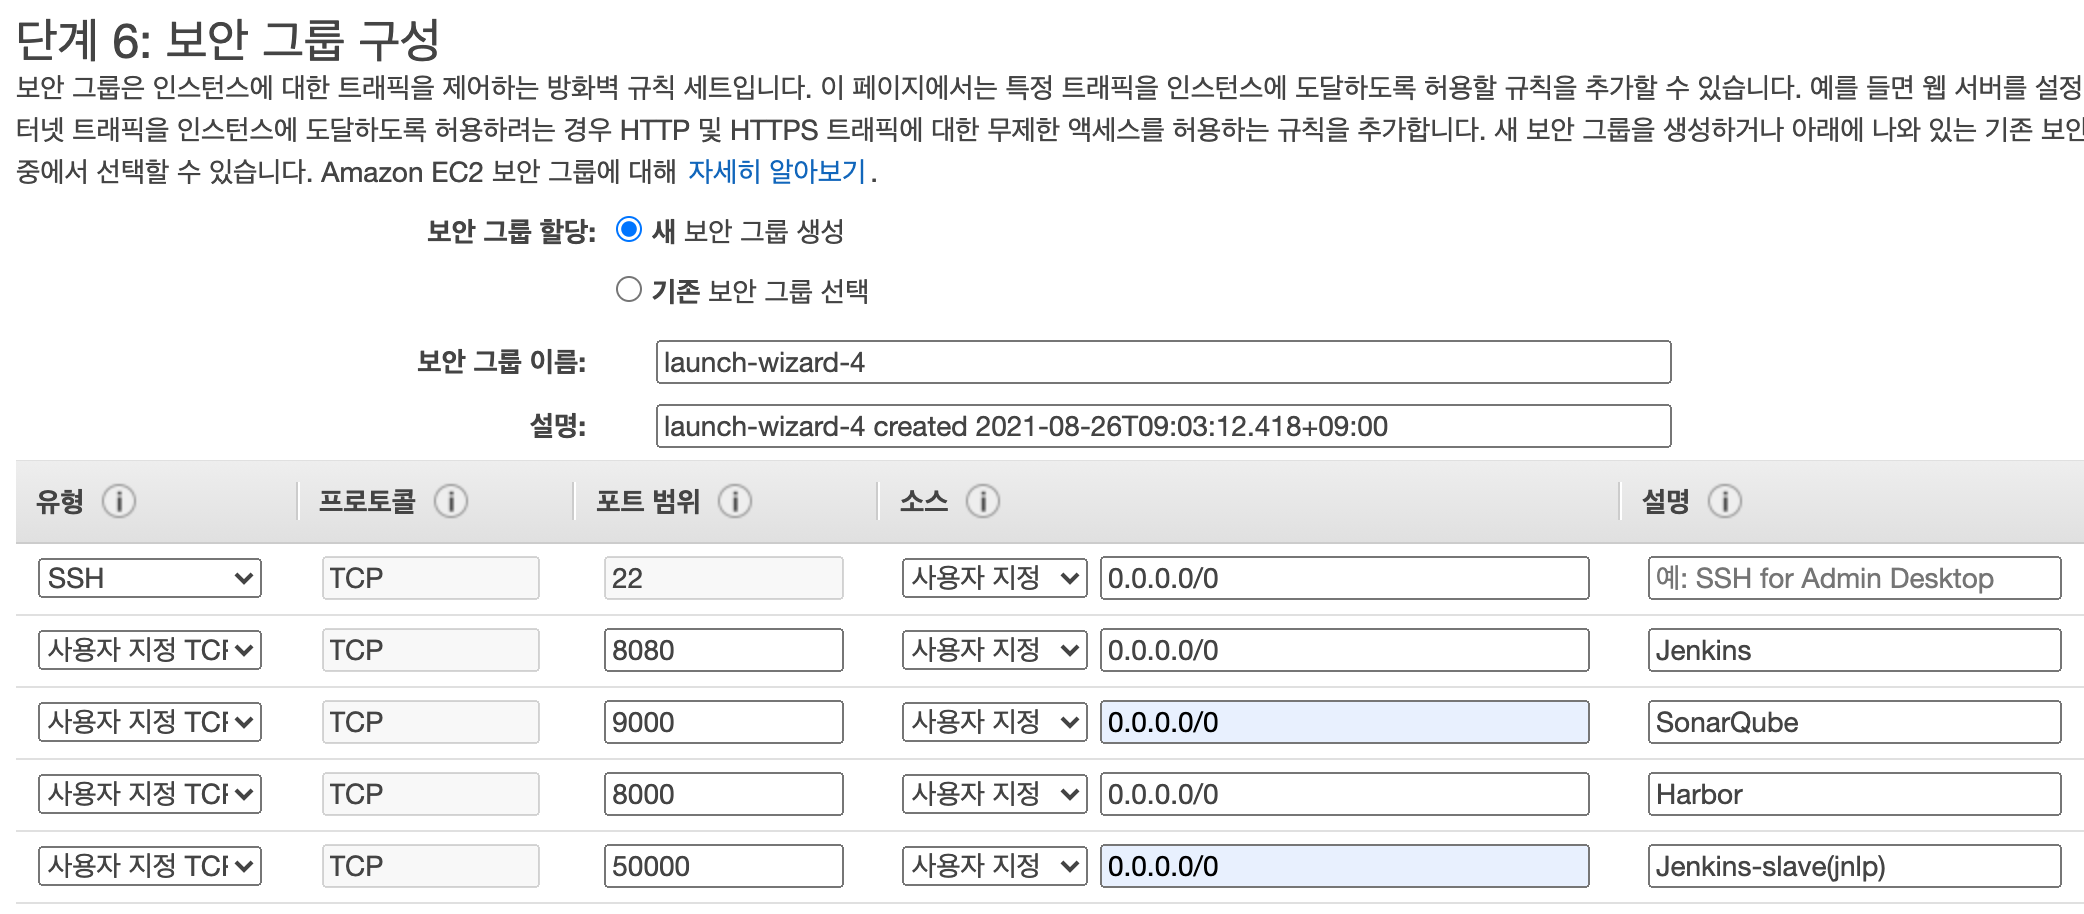 단계 6: 보안 그룹 구성
보안 그룹은 인스턴스에 대한 트래픽을 제어하는 방화벽 규칙 세트입니다. 이 페이지에서는 특정 트래픽을 인스턴스에 도달하도록 허용할 규칙을 추가할 수 있습니다. 예를 들면 웹 서버를 설정
터넷 트래픽을 인스턴스에 도달하도록 허용하려는 경우 HTTP 및 HTTPS 트래픽에 대한 무제한 액세스를 허용하는 규칙을 추가합니다. 새 보안 그룹을 생성하거나 아래에 나와 있는 기존 보안
중에서 선택할 수 있습니다. Amazon EC2 보안 그룹에 대해 자세히 알아보기.
보안 그룹 할당: 새 보안 그룹 생성
기존 보안 그룹 선택
보안 그룹 이름: launch-wizard-4
설명: launch-wizard-4 created 2021-08-26T09:03:12.418+09:00
유형 i 프로토콜 i 포트 범위 i 소스 i 설명 i
SSH TCP 22 사용자 지정 0.0.0.0/0 예: SSH for Admin Desktop
사용자 지정 TCP TCP 8080 사용자 지정 0.0.0.0/0 Jenkins
사용자 지정 TCP TCP 9000 사용자 지정 0.0.0.0/0 SonarQube
사용자 지정 TCP TCP 8000 사용자 지정 0.0.0.0/0 Harbor
사용자 지정 TCP TCP 50000 사용자 지정 0.0.0.0/0 Jenkins-slave(jnlp)